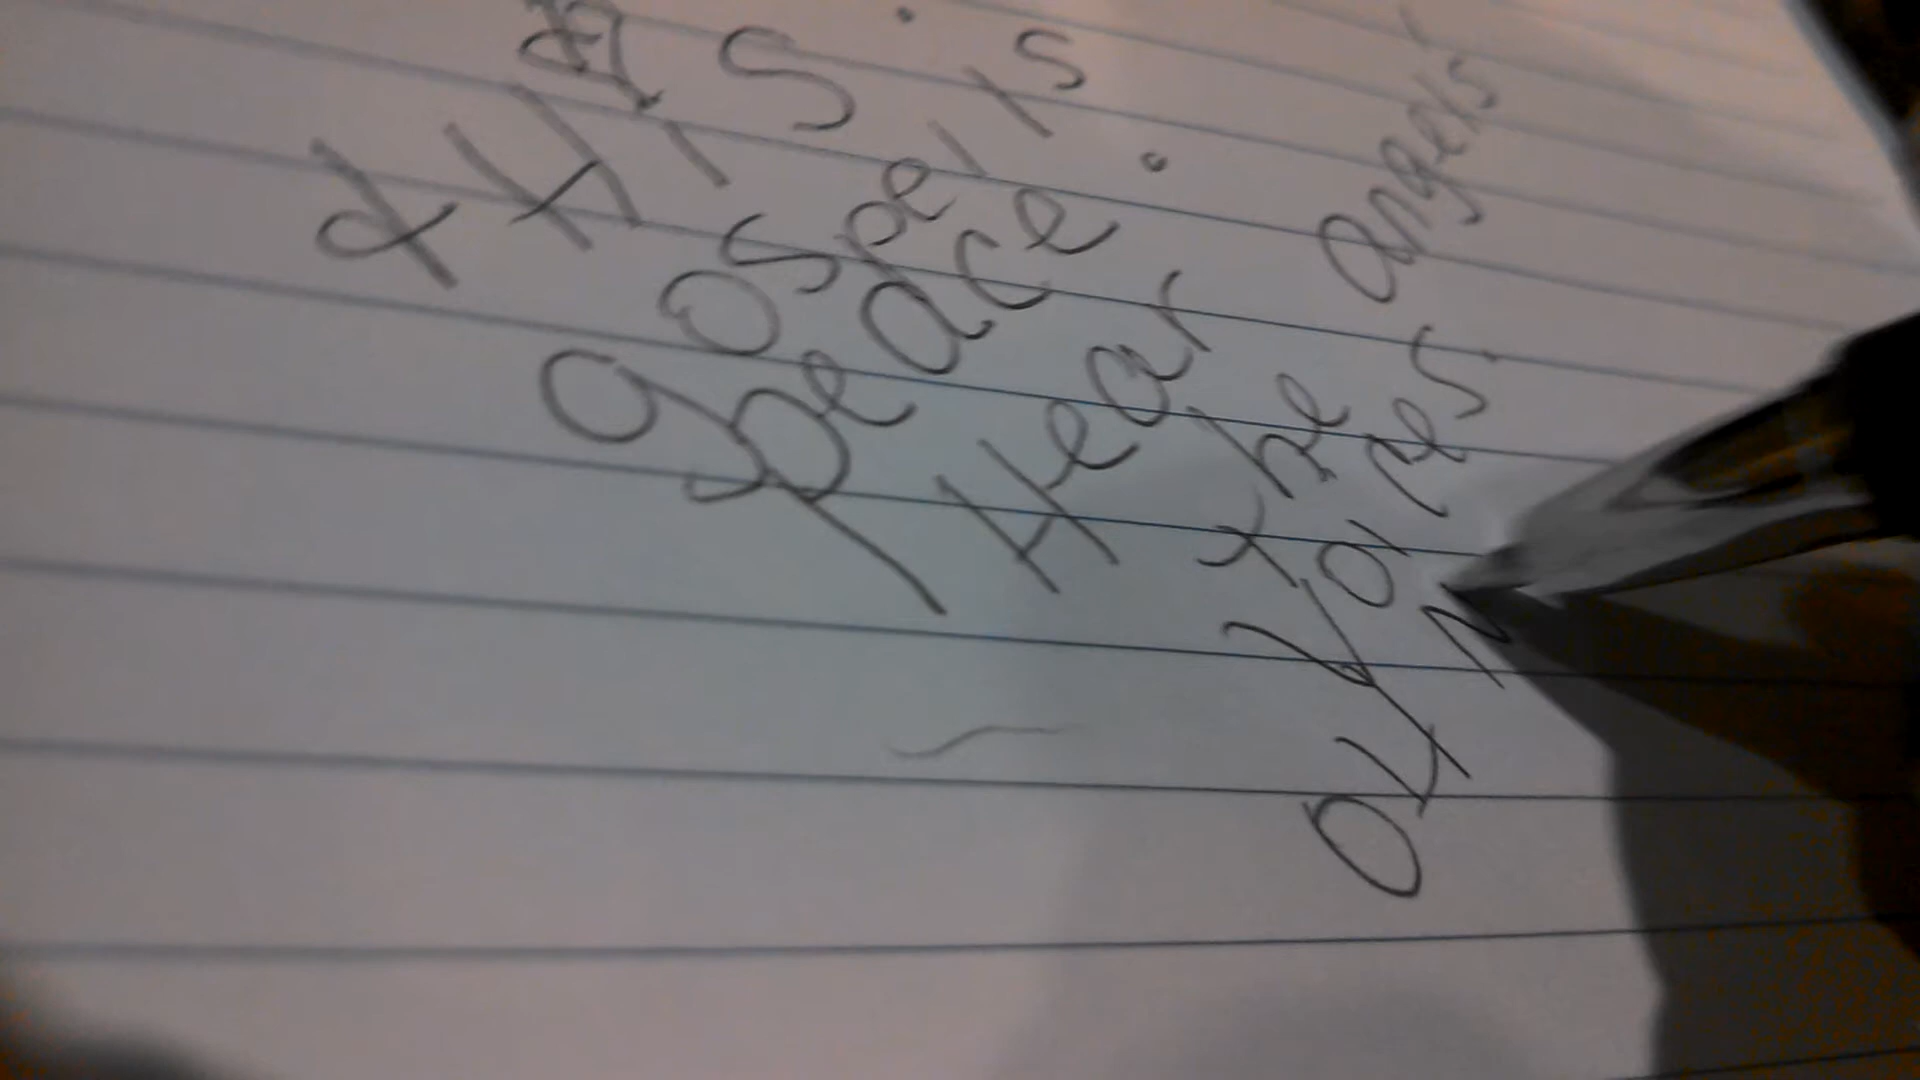 & HIS
gospel is
peace.
Hear
the angels
voices
O